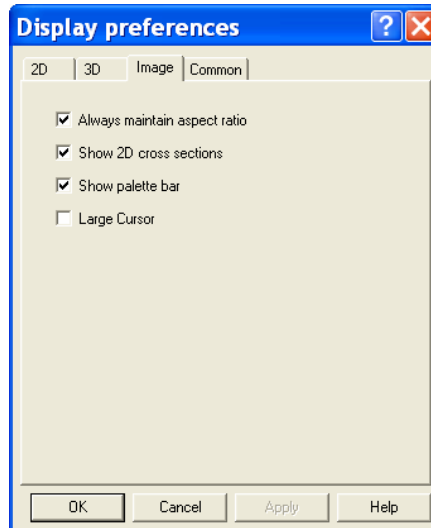 Display preferences
2D 3D Image Common
Always maintain aspect ratio
Show 2D cross sections
Show palette bar
Large Cursor
OK Cancel Apply Help